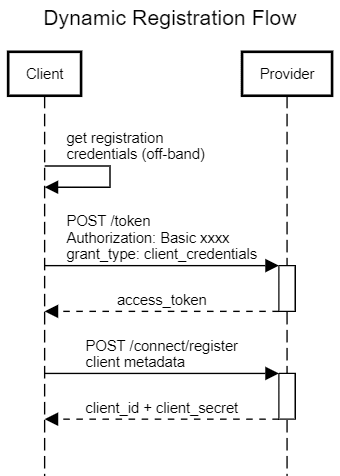 Dynamic Registration Flow
Client
Provider
get registration
credentials (off-band)
POST /token
Authorization: Basic xxxx
grant_type: client_credentials
access_token
POST /connect/register
client metadata
client_id + client_secret